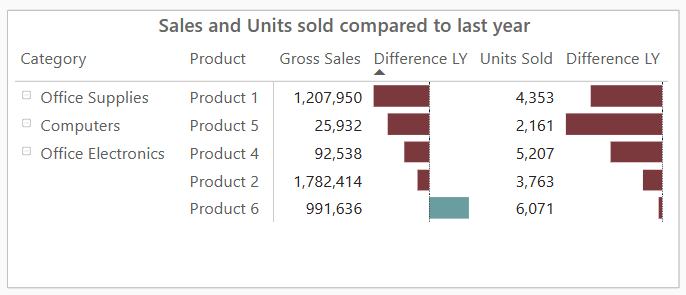 Sales and Units sold compared to last year
Category Product Gross Sales Difference LY Units Sold Difference LY
Office Supplies Product 1 1,207,950 4,353
Computers Product 5 25,932 2,161
Office Electronics Product 4 92,538 5,207
Product 2 1,782,414 3,763
Product 6 991,636 6,071